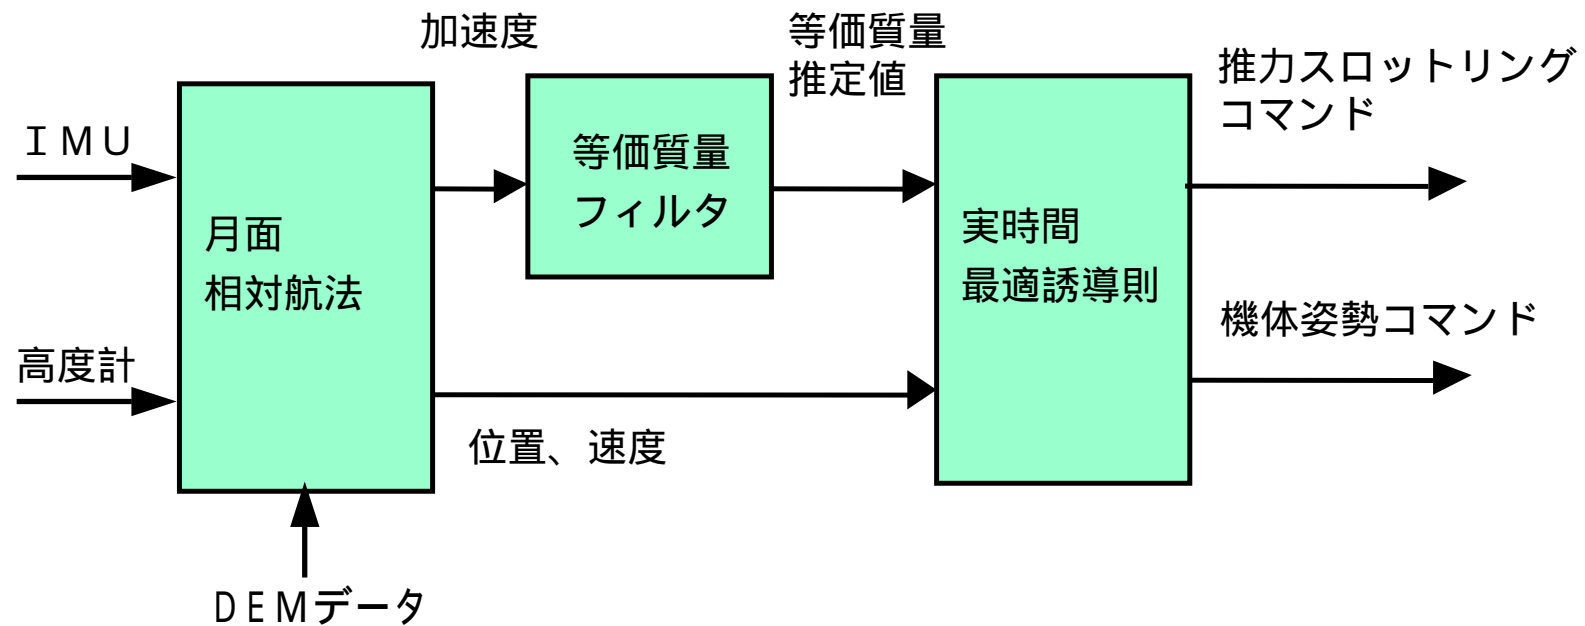 加速度
等価質量
推定値
推力スロットリング
コマンド
ＩＭＵ
等価質量
フィルタ
月面
相対航法
実時間
最適誘導則
機体姿勢コマンド
高度計
位置、速度
ＤＥＭデータ